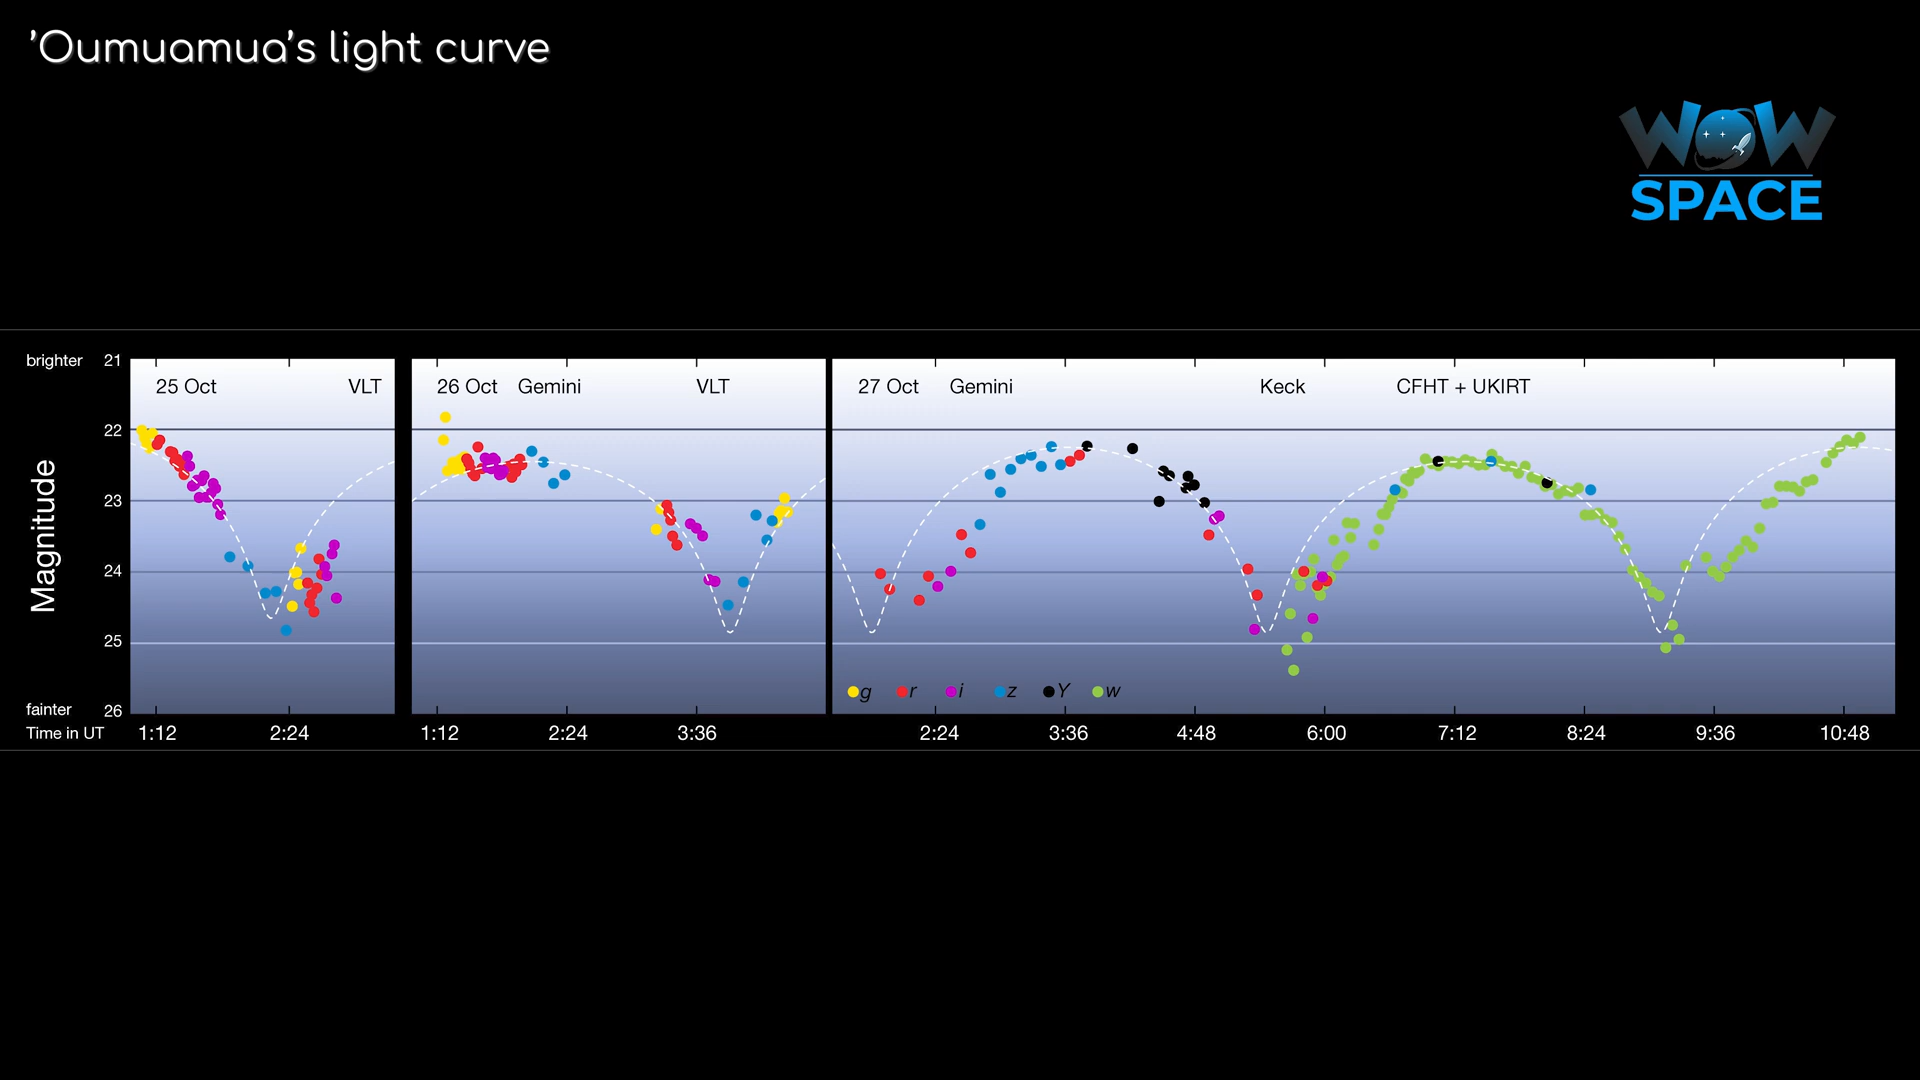 ’Oumuamua’s light curve
WOW
SPACE
brighter 21
25 Oct VLT 26 Oct Gemini VLT 27 Oct Gemini Keck CFHT + UKIRT
22
Magnitude
23
24
25
g r i z Y w
fainter 26
Time in UT 1:12 2:24 1:12 2:24 3:36 2:24 3:36 4:48 6:00 7:12 8:24 9:36 10:48